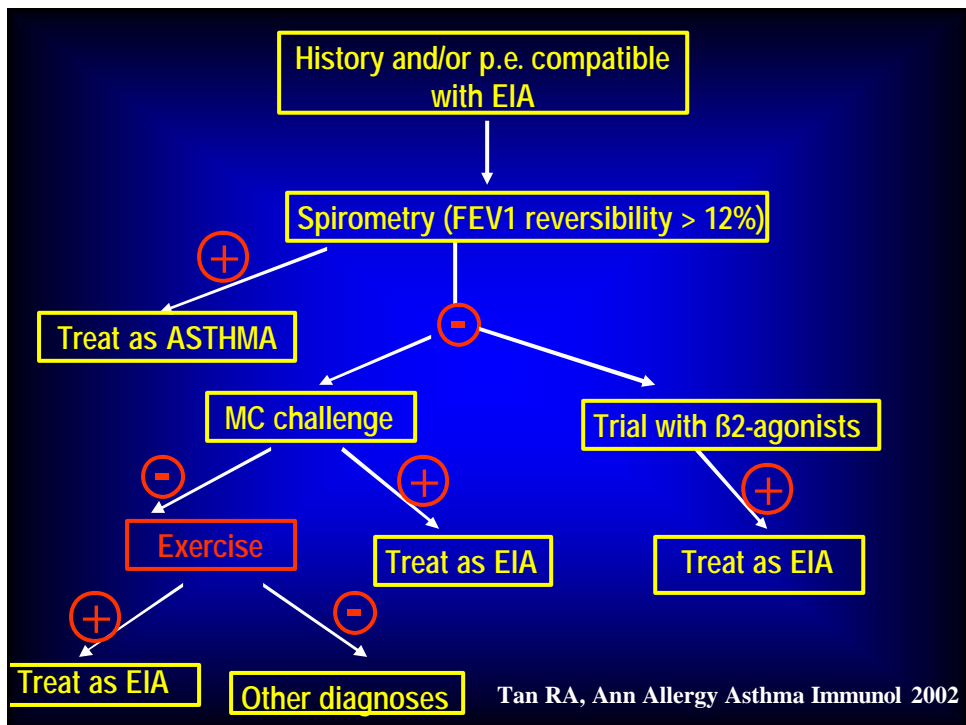 History and/or p.e. compatible
with EIA
Spirometry (FEV1 reversibility > 12%)
+
Treat as ASTHMA
-
MC challenge
Trial with ß2-agonists
-
+
+
Exercise
Treat as EIA
Treat as EIA
+
-
Treat as EIA
Other diagnoses
Tan RA, Ann Allergy Asthma Immunol 2002